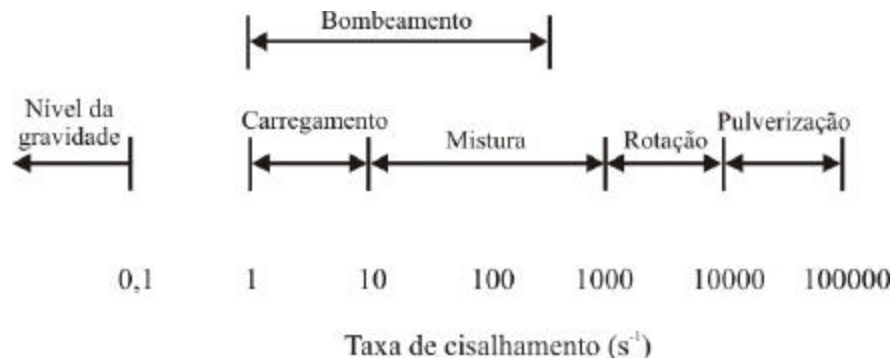 Bombeamento
Nível da
gravidade
Carregamento
Mistura
Rotação
Pulverização
0,1 1 10 100 1000 10000 100000
Taxa de cisalhamento (s⁻¹)